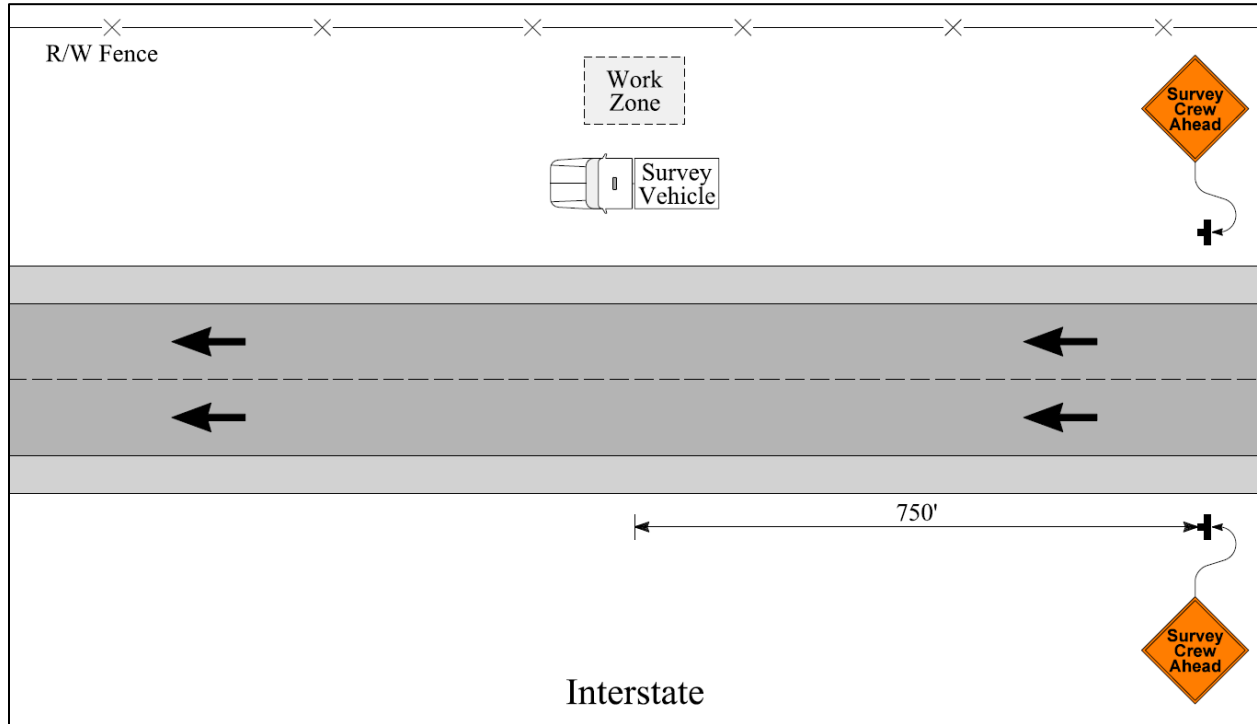 R/W Fence
Work
Zone
Survey
Crew
Ahead
Survey
Vehicle
750'
Survey
Crew
Ahead
Interstate